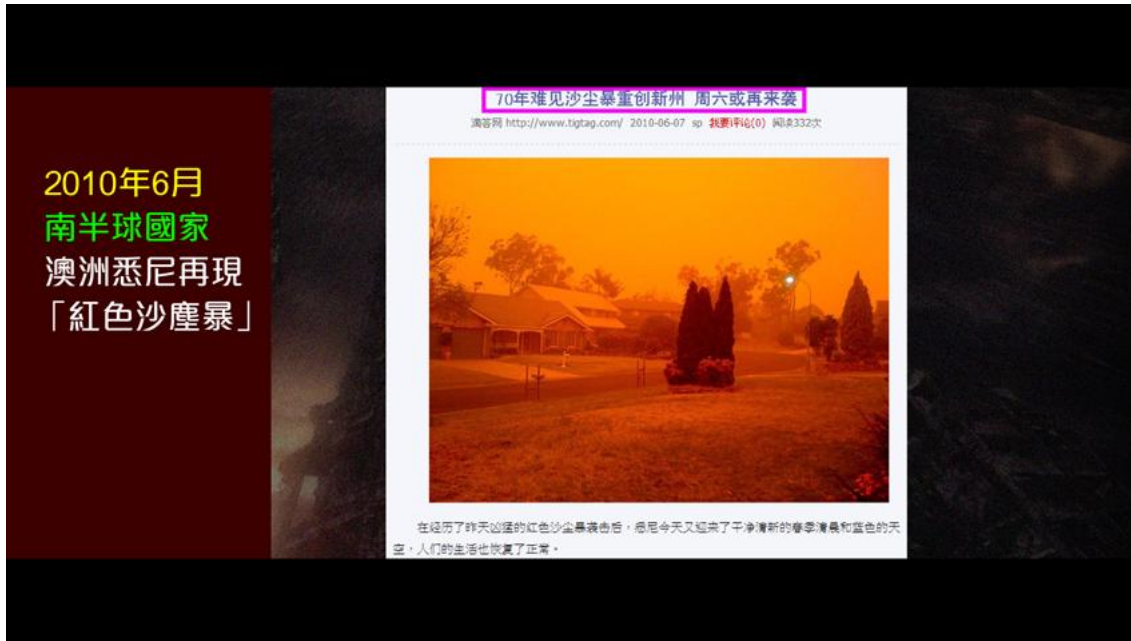 2010年6月
南半球國家
澳洲悉尼再現
「紅色沙塵暴」
70年难见沙尘暴重创新州 周六或再来袭
滴答网 http://www.tigtag.com/ 2010-06-07 sp 我要评论(0) 阅读332次
在经历了昨天凶猛的红色沙尘暴袭击后，悉尼今天又迎来了干净清新的春季清晨和蓝色的天
空，人们的生活也恢复了正常。